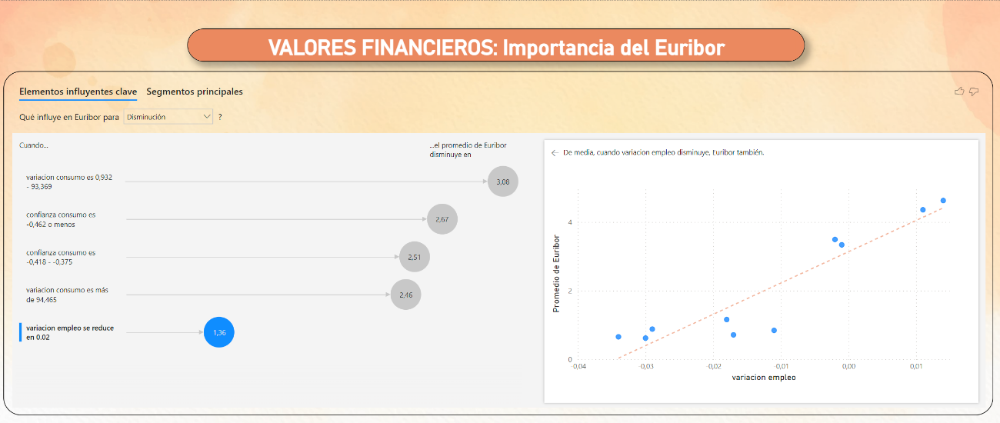 VALORES FINANCIEROS: Importancia del Euribor
Elementos influyentes clave Segmentos principales
Qué influye en Euribor para Disminución ?
Cuando...
...el promedio de Euribor
disminuye en
variacion consumo es 0,932
- 93,369
3,08
confianza consumo es
-0,462 o menos
2,67
confianza consumo es
-0,418 - -0,375
2,51
variacion consumo es más
de 94,465
2,46
variacion empleo se reduce
en 0.02
1,36
De media, cuando variacion empleo disminuye, Euribor también.
Promedio de Euribor
4
2
0
-0,04 -0,03 -0,02 -0,01 0,00 0,01
variacion empleo